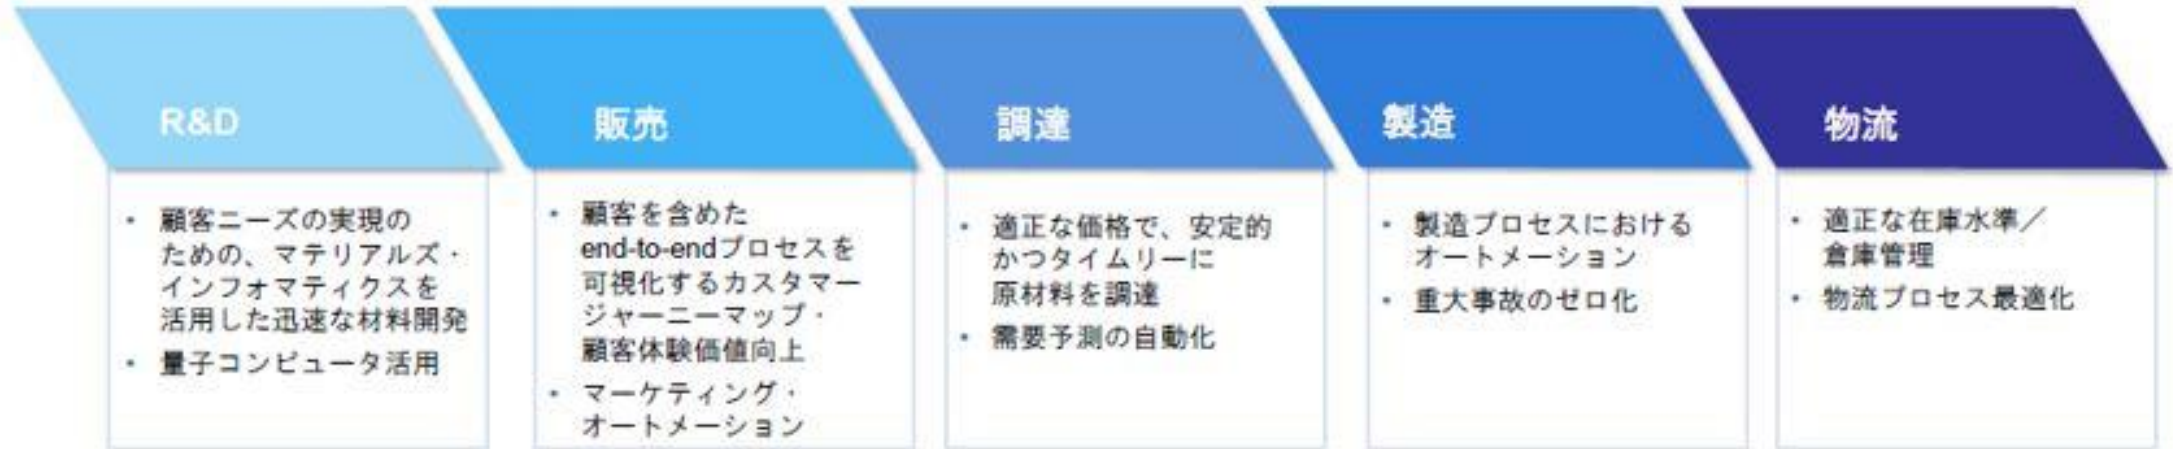 R&D
・ 顧客ニーズの実現の
ための、マテリアルズ・
インフォマティクスを
活用した迅速な材料開発
・ 量子コンピュータ活用
販売
・ 顧客を含めた
end-to-endプロセスを
可視化するカスタマー
ジャーニーマップ・
顧客体験価値向上
・ マーケティング・
オートメーション
調達
・ 適正な価格で、安定的
かつタイムリーに
原材料を調達
・ 需要予測の自動化
製造
・ 製造プロセスにおける
オートメーション
・ 重大事故のゼロ化
物流
・ 適正な在庫水準／
倉庫管理
・ 物流プロセス最適化